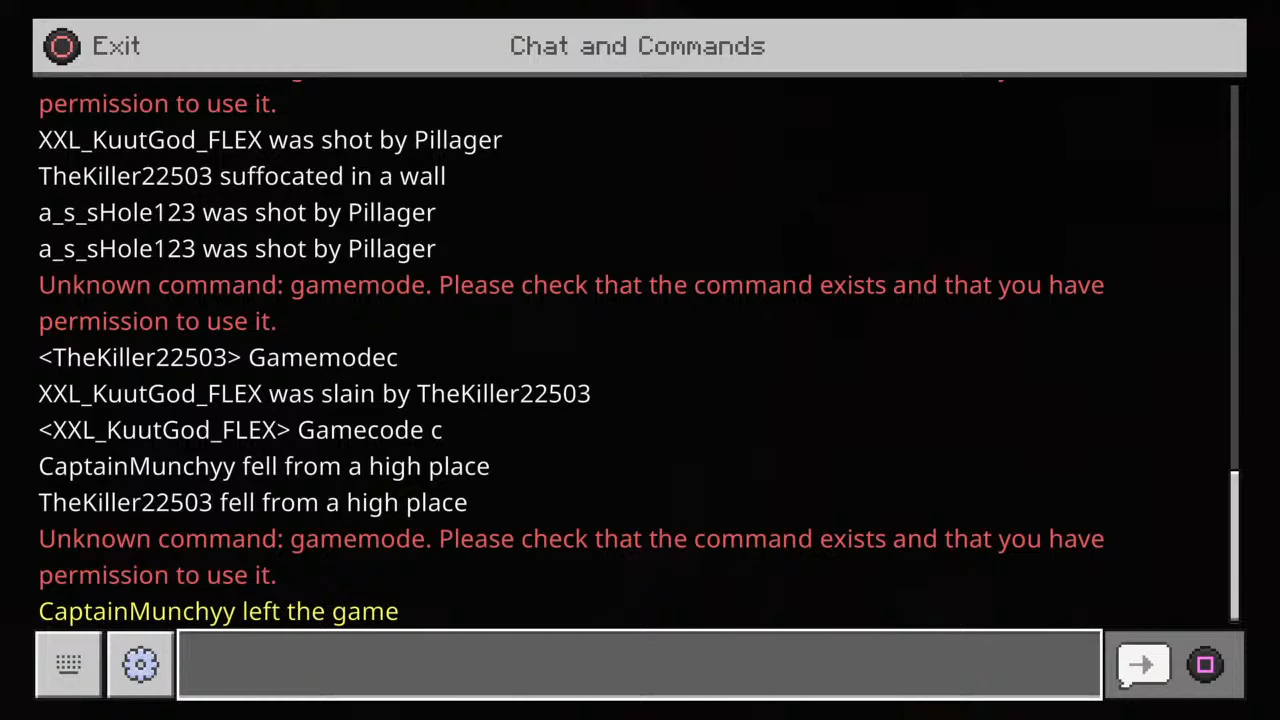 Exit
Chat and Commands
permission to use it.
XXL_KuutGod_FLEX was shot by Pillager
TheKiller22503 suffocated in a wall
a_s_sHole123 was shot by Pillager
a_s_sHole123 was shot by Pillager
Unknown command: gamemode. Please check that the command exists and that you have
permission to use it.
<TheKiller22503> Gamemodec
XXL_KuutGod_FLEX was slain by TheKiller22503
<XXL_KuutGod_FLEX> Gamecode c
CaptainMunchyy fell from a high place
TheKiller22503 fell from a high place
Unknown command: gamemode. Please check that the command exists and that you have
permission to use it.
CaptainMunchyy left the game